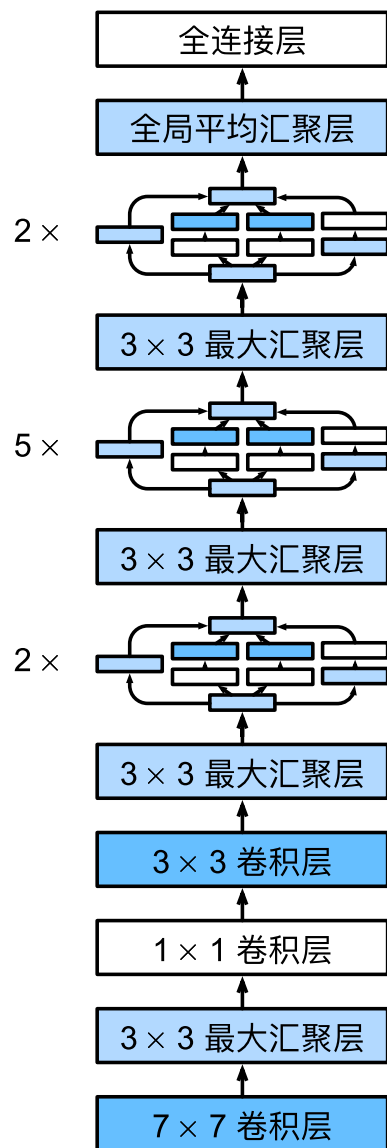 全连接层
全局平均汇聚层
2 ×
3 × 3 最大汇聚层
5 ×
3 × 3 最大汇聚层
2 ×
3 × 3 最大汇聚层
3 × 3 卷积层
1 × 1 卷积层
3 × 3 最大汇聚层
7 × 7 卷积层